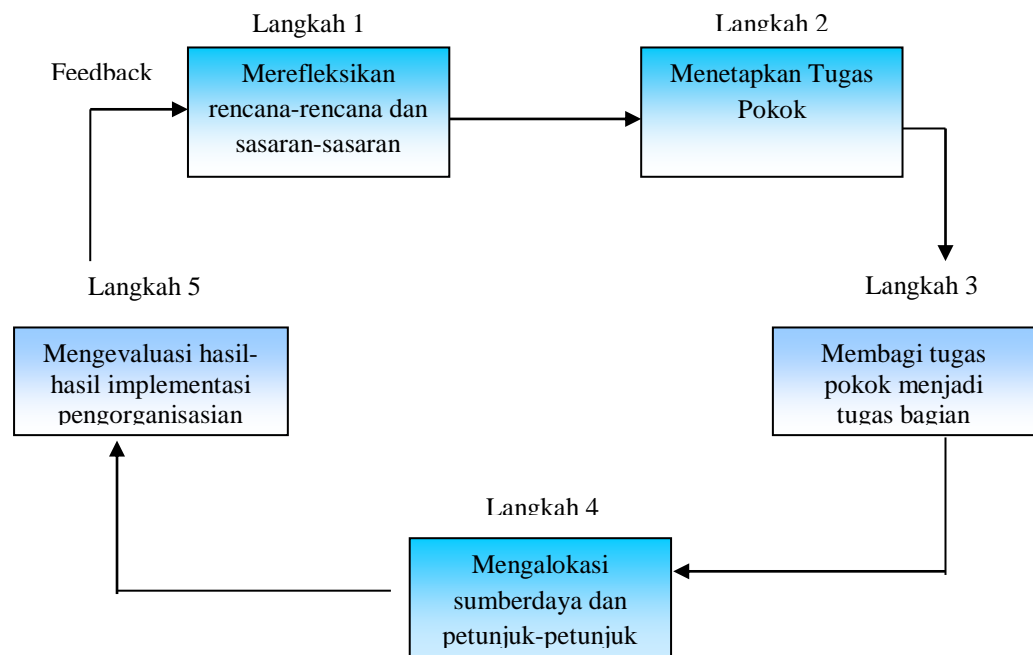 Langkah 1
Langkah 2
Feedback
Merefleksikan
rencana-rencana dan
sasaran-sasaran
Menetapkan Tugas
Pokok
Langkah 5
Langkah 3
Mengevaluasi hasil-
hasil implementasi
pengorganisasian
Membagi tugas
pokok menjadi
tugas bagian
Langkah 4
Mengalokasi
sumberdaya dan
petunjuk-petunjuk